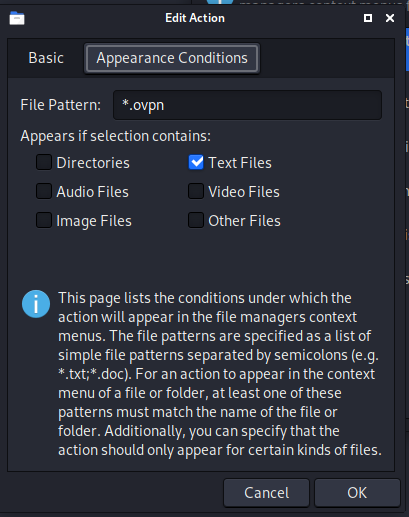 Edit Action
Basic
Appearance Conditions
File Pattern:
*.ovpn
Appears if selection contains:
Directories
Text Files
Audio Files
Video Files
Image Files
Other Files
This page lists the conditions under which the
action will appear in the file managers context
menus. The file patterns are specified as a list of
simple file patterns separated by semicolons (e.g.
*.txt;*.doc). For an action to appear in the context
menu of a file or folder, at least one of these
patterns must match the name of the file or
folder. Additionally, you can specify that the
action should only appear for certain kinds of files.
Cancel
OK